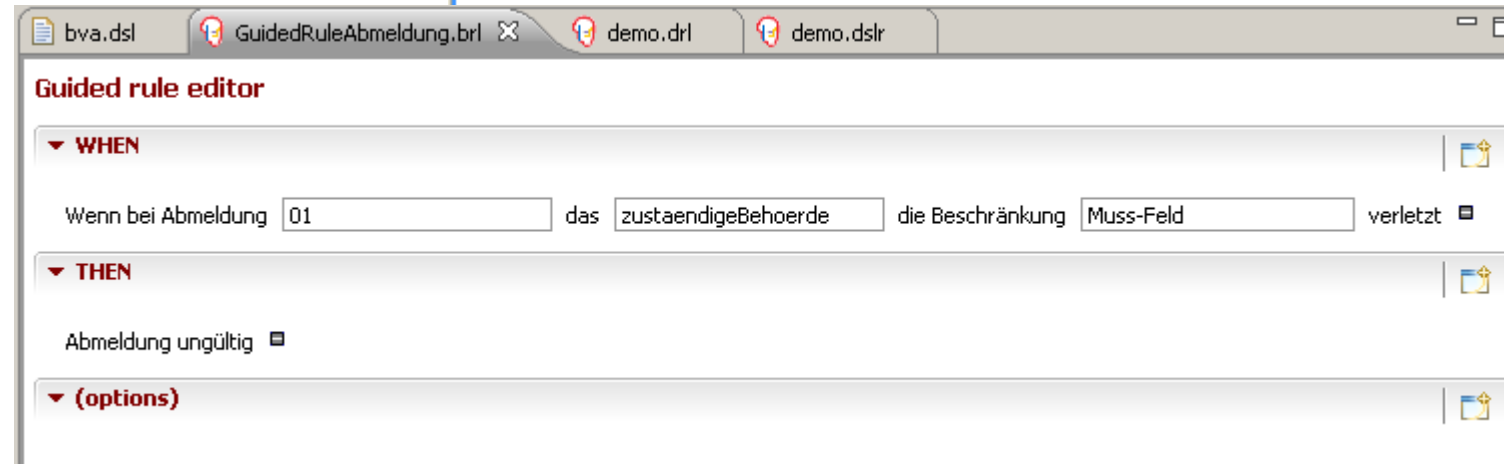 bva.dsl GuidedRuleAbmeldung.brl demo.drl demo.dslr
Guided rule editor
WHEN
Wenn bei Abmeldung 01 das zustaendigeBehoerde die Beschränkung Muss-Feld verletzt
THEN
Abmeldung ungültig
(options)